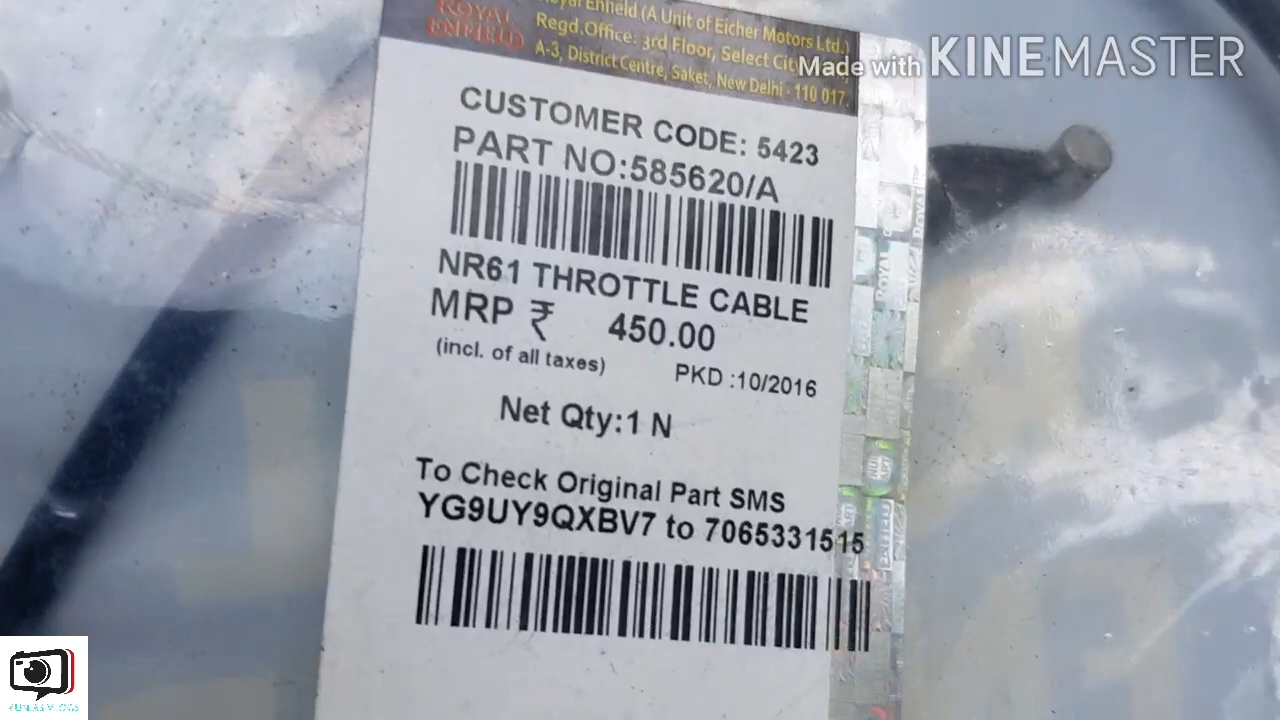 ROYAL
ENFIELD
Royal Enfield (A Unit of Eicher Motors Ltd.)
Regd.Office: 3rd Floor, Select City
A-3, District Centre, Saket, New Delhi - 110 017.
Made with KINEMASTER
CUSTOMER CODE: 5423
PART NO:585620/A
NR61 THROTTLE CABLE
MRP ₹ 450.00
(incl. of all taxes)
PKD :10/2016
Net Qty:1 N
To Check Original Part SMS
YG9UY9QXBV7 to 7065331515